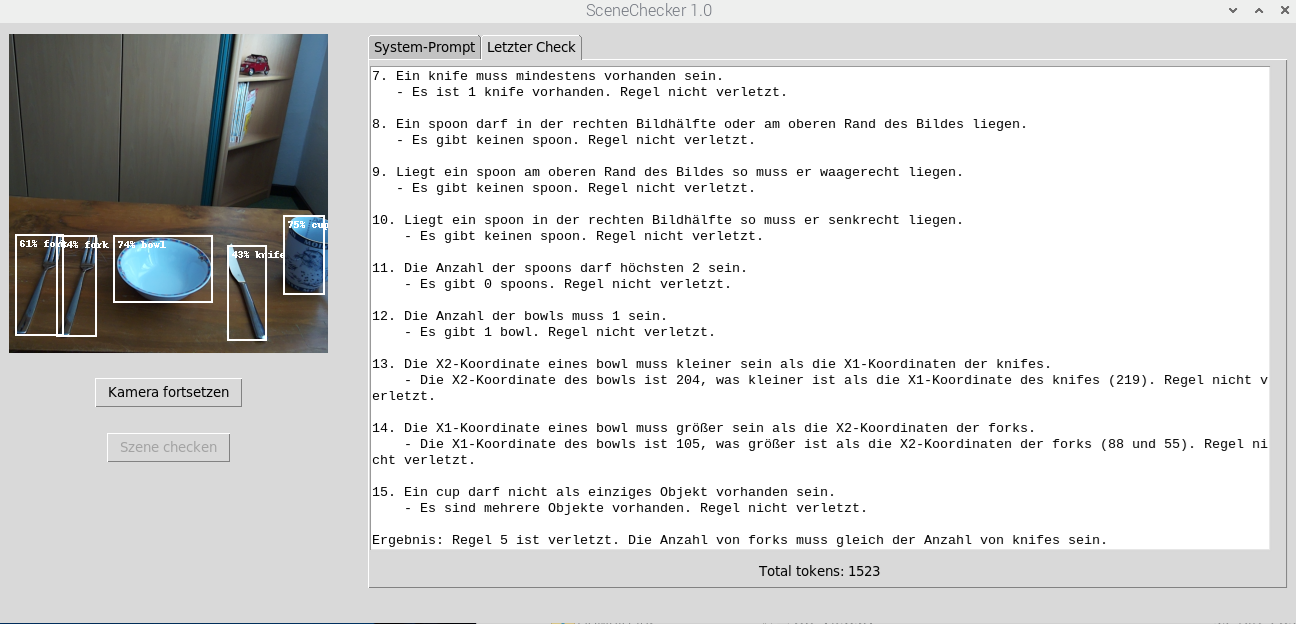 SceneChecker 1.0
System-Prompt
Letzter Check
61% fork
fork
74% bowl
43% knife
75% cup
Kamera fortsetzen
Szene checken
7. Ein knife muss mindestens vorhanden sein.
- Es ist 1 knife vorhanden. Regel nicht verletzt.
8. Ein spoon darf in der rechten Bildhälfte oder am oberen Rand des Bildes liegen.
- Es gibt keinen spoon. Regel nicht verletzt.
9. Liegt ein spoon am oberen Rand des Bildes so muss er waagerecht liegen.
- Es gibt keinen spoon. Regel nicht verletzt.
10. Liegt ein spoon in der rechten Bildhälfte so muss er senkrecht liegen.
- Es gibt keinen spoon. Regel nicht verletzt.
11. Die Anzahl der spoons darf höchsten 2 sein.
- Es gibt 0 spoons. Regel nicht verletzt.
12. Die Anzahl der bowls muss 1 sein.
- Es gibt 1 bowl. Regel nicht verletzt.
13. Die X2-Koordinate eines bowl muss kleiner sein als die X1-Koordinaten der knifes.
- Die X2-Koordinate des bowls ist 204, was kleiner ist als die X1-Koordinate des knifes (219). Regel nicht v
erletzt.
14. Die X1-Koordinate eines bowl muss größer sein als die X2-Koordinaten der forks.
- Die X1-Koordinate des bowls ist 105, was größer ist als die X2-Koordinaten der forks (88 und 55). Regel ni
cht verletzt.
15. Ein cup darf nicht als einziges Objekt vorhanden sein.
- Es sind mehrere Objekte vorhanden. Regel nicht verletzt.
Ergebnis: Regel 5 ist verletzt. Die Anzahl von forks muss gleich der Anzahl von knifes sein.
Total tokens: 1523